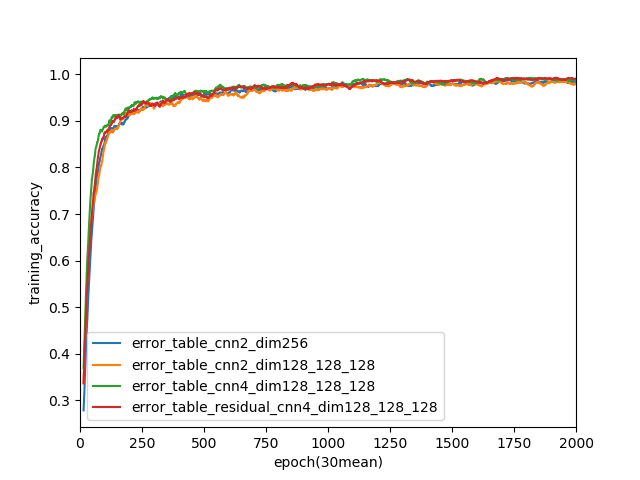 1.0
0.9
0.8
0.7
0.6
0.5
0.4
0.3
training_accuracy
error_table_cnn2_dim256
error_table_cnn2_dim128_128_128
error_table_cnn4_dim128_128_128
error_table_residual_cnn4_dim128_128_128
0 250 500 750 1000 1250 1500 1750 2000
epoch(30mean)